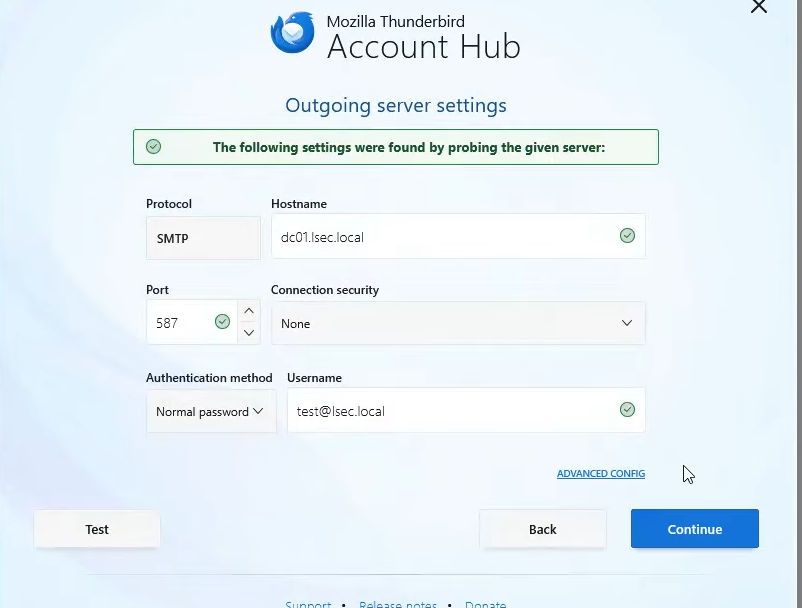 Mozilla Thunderbird
Account Hub
Outgoing server settings
The following settings were found by probing the given server:
Protocol
Hostname
SMTP
dc01.lsec.local
Port
Connection security
587
None
Authentication method
Username
Normal password
test@lsec.local
ADVANCED CONFIG
Test
Back
Continue
Support • Release notes • Donate